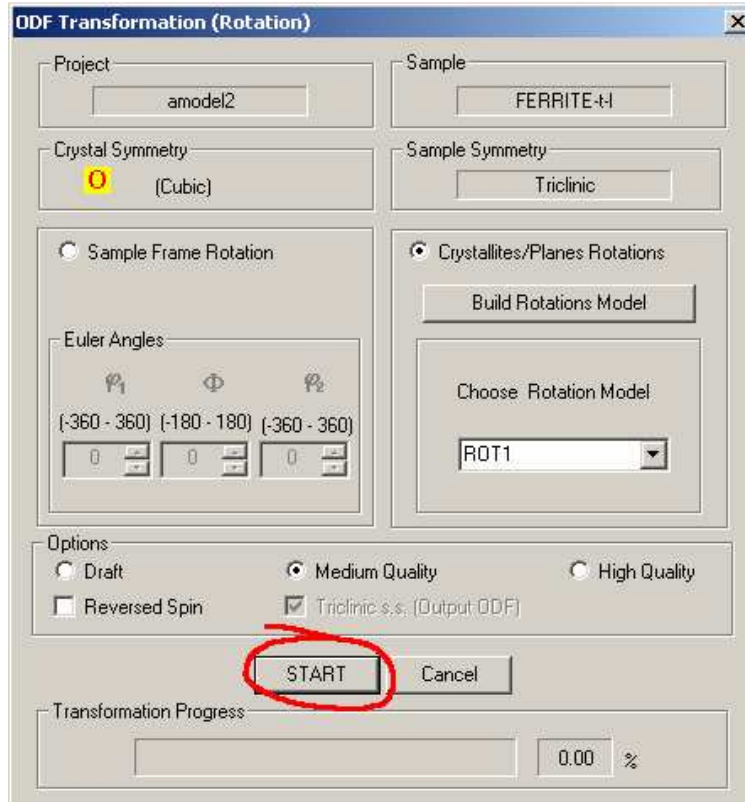 ODF Transformation (Rotation)
Project
amodel2
Sample
FERRITE-t-l
Crystal Symmetry
O (Cubic)
Sample Symmetry
Triclinic
Sample Frame Rotation
Crystallites/Planes Rotations
Build Rotations Model
Euler Angles
φ1 Φ φ2
(-360 - 360) (-180 - 180) (-360 - 360)
0 0 0
Choose Rotation Model
ROT1
Options
Draft Medium Quality High Quality
Reversed Spin Triclinic s.s. (Output ODF)
START Cancel
Transformation Progress
0.00 %